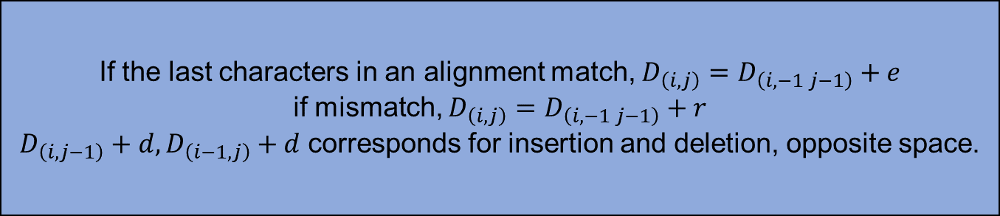 If the last characters in an alignment match, D(i,j) = D(i,−1 j−1) + e
if mismatch, D(i,j) = D(i,−1 j−1) + r
D(i,j−1) + d, D(i−1,j) + d corresponds for insertion and deletion, opposite space.